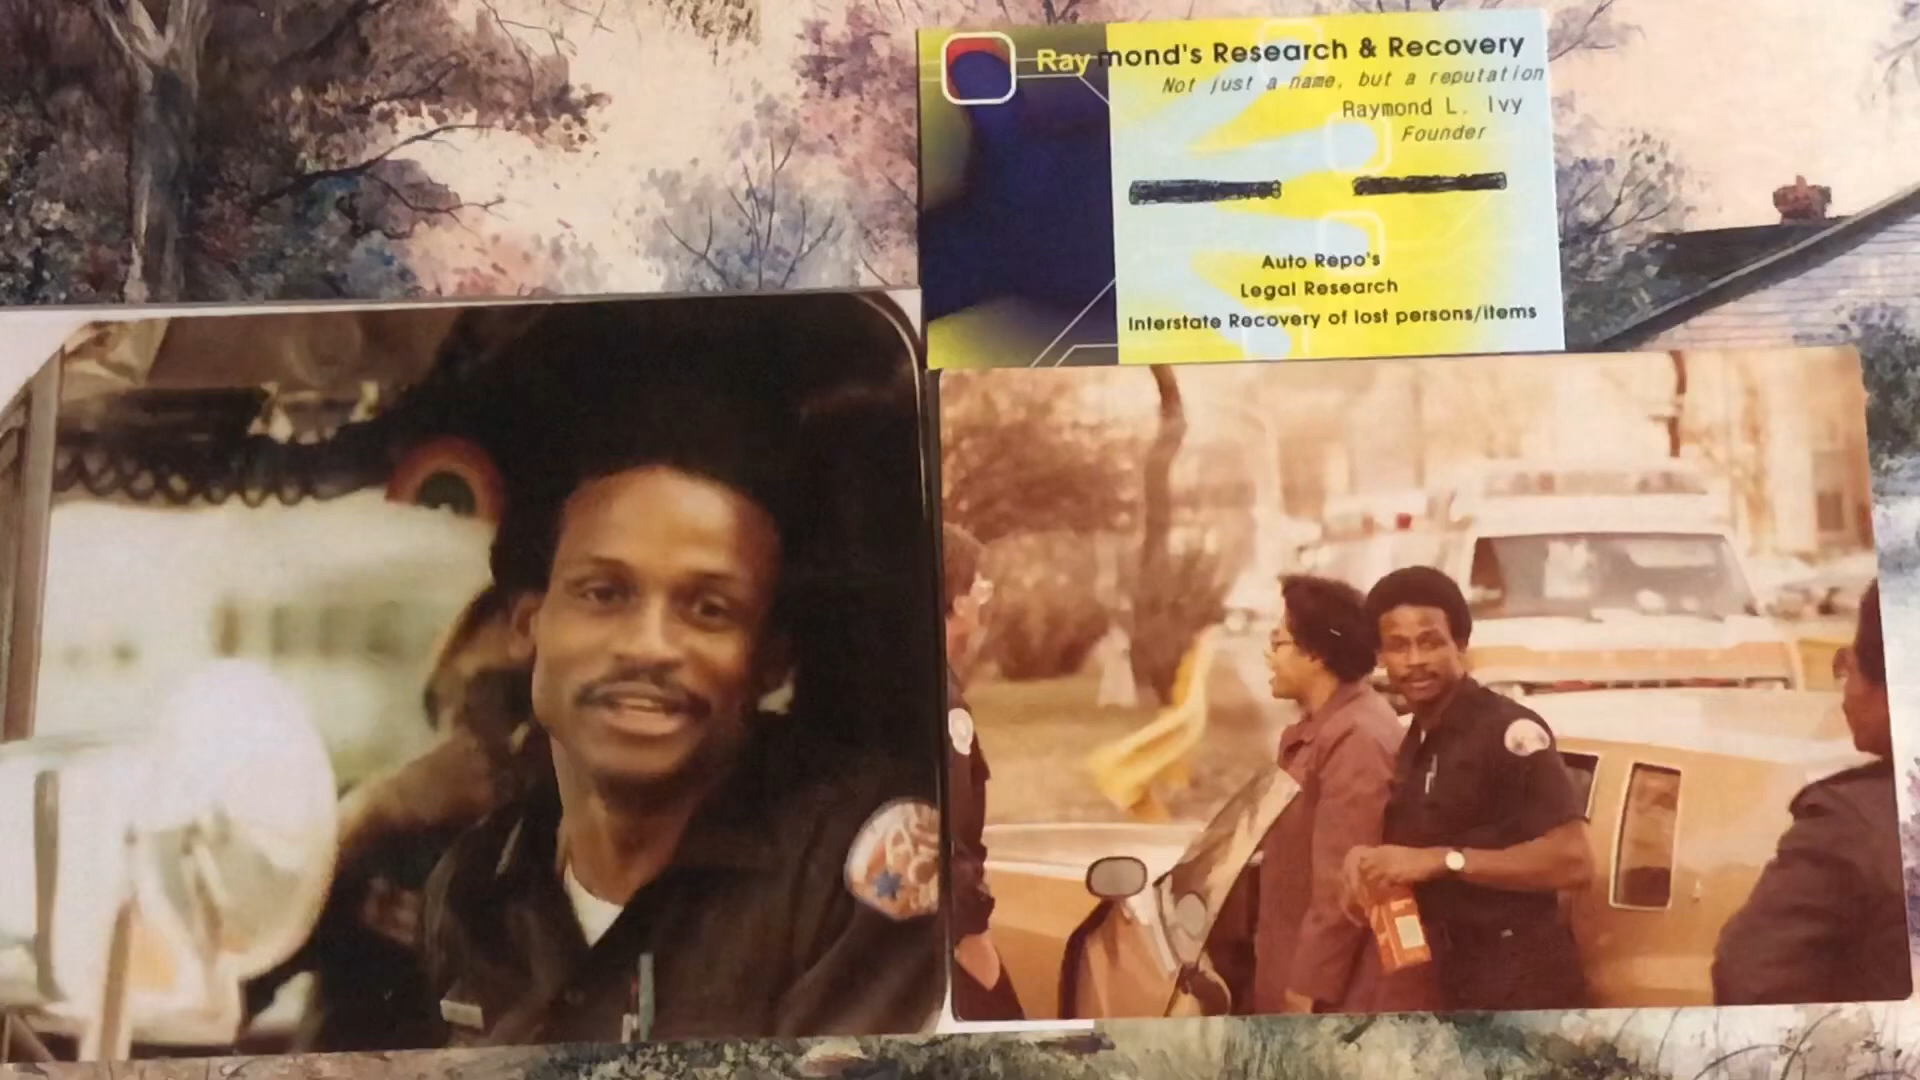 Raymond's Research & Recovery
Not just a name, but a reputation
Raymond L. Ivy
Founder
Auto Repo's
Legal Research
Interstate Recovery of lost persons/items